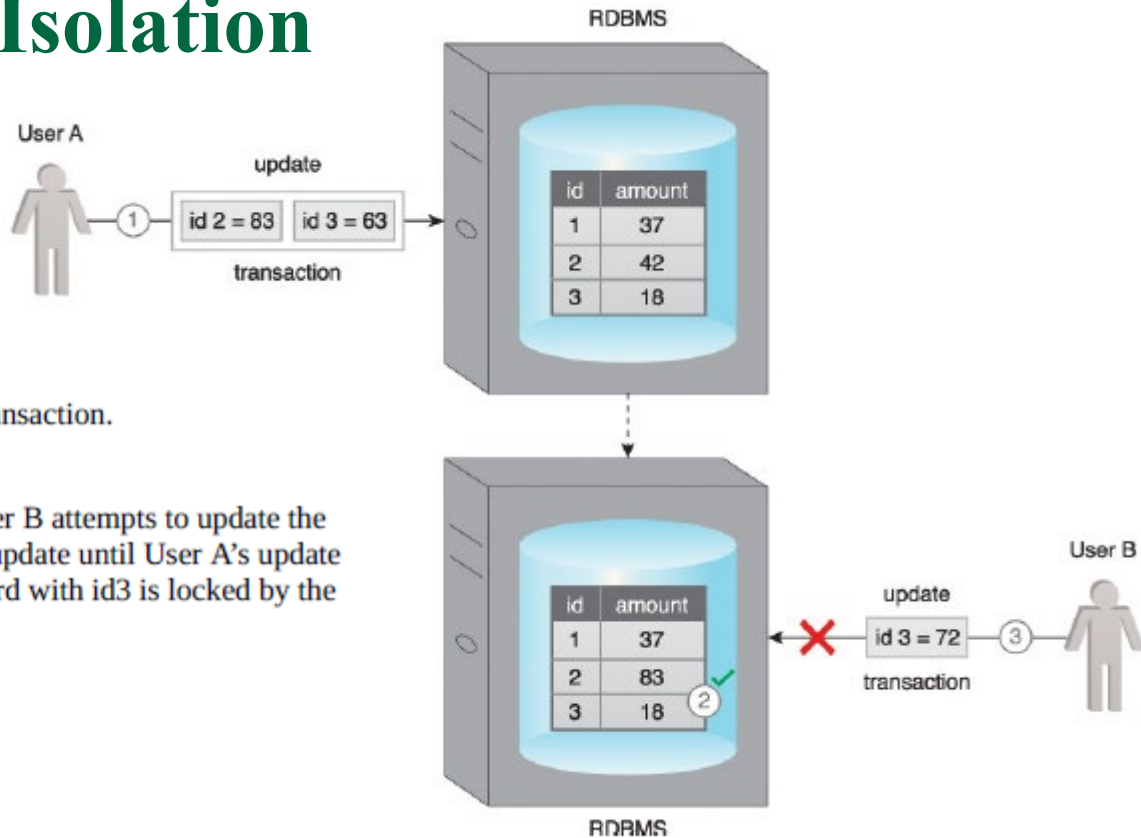 Isolation
RDBMS
User A
update
1
id 2 = 83
id 3 = 63
transaction
id amount
1 37
2 42
3 18
ansaction.
er B attempts to update the
update until User A's update
rd with id3 is locked by the
id amount
1 37
2 83
3 18
2
User B
update
id 3 = 72
3
transaction
RDBMS